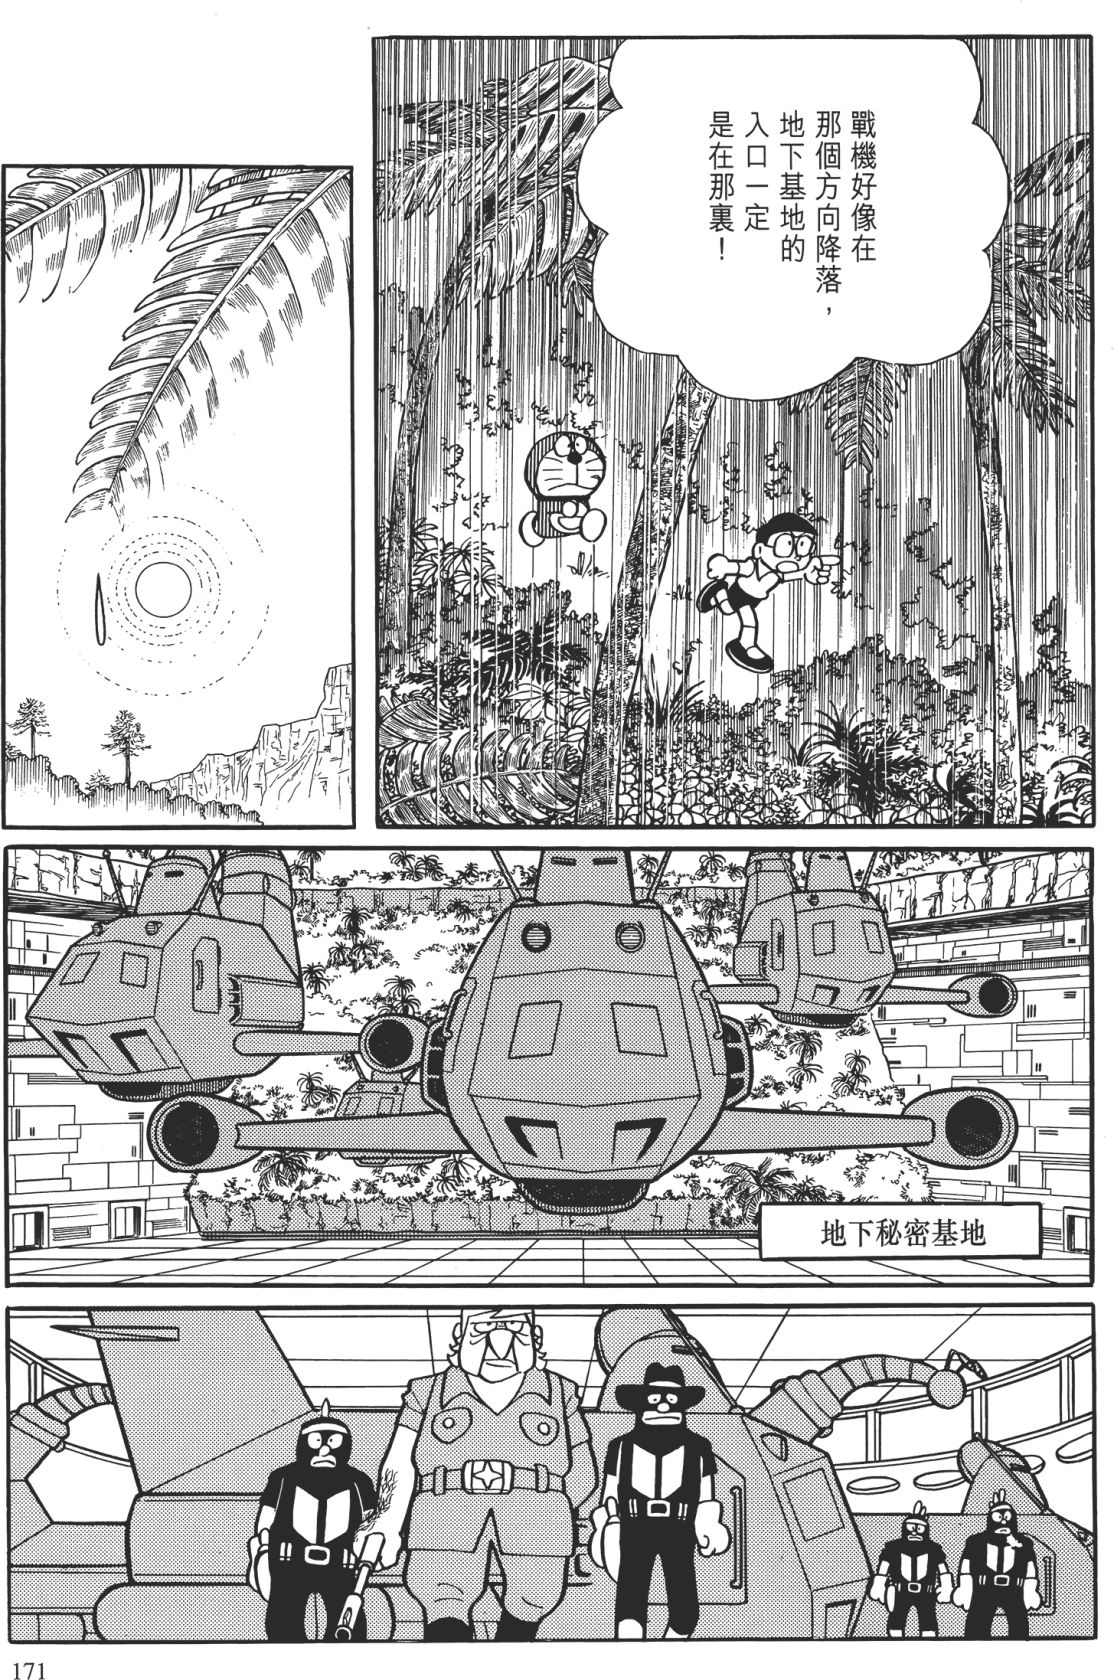 戰機好像在
那個方向降落，
地下基地的
入口一定
是在那裏！
地下秘密基地
171